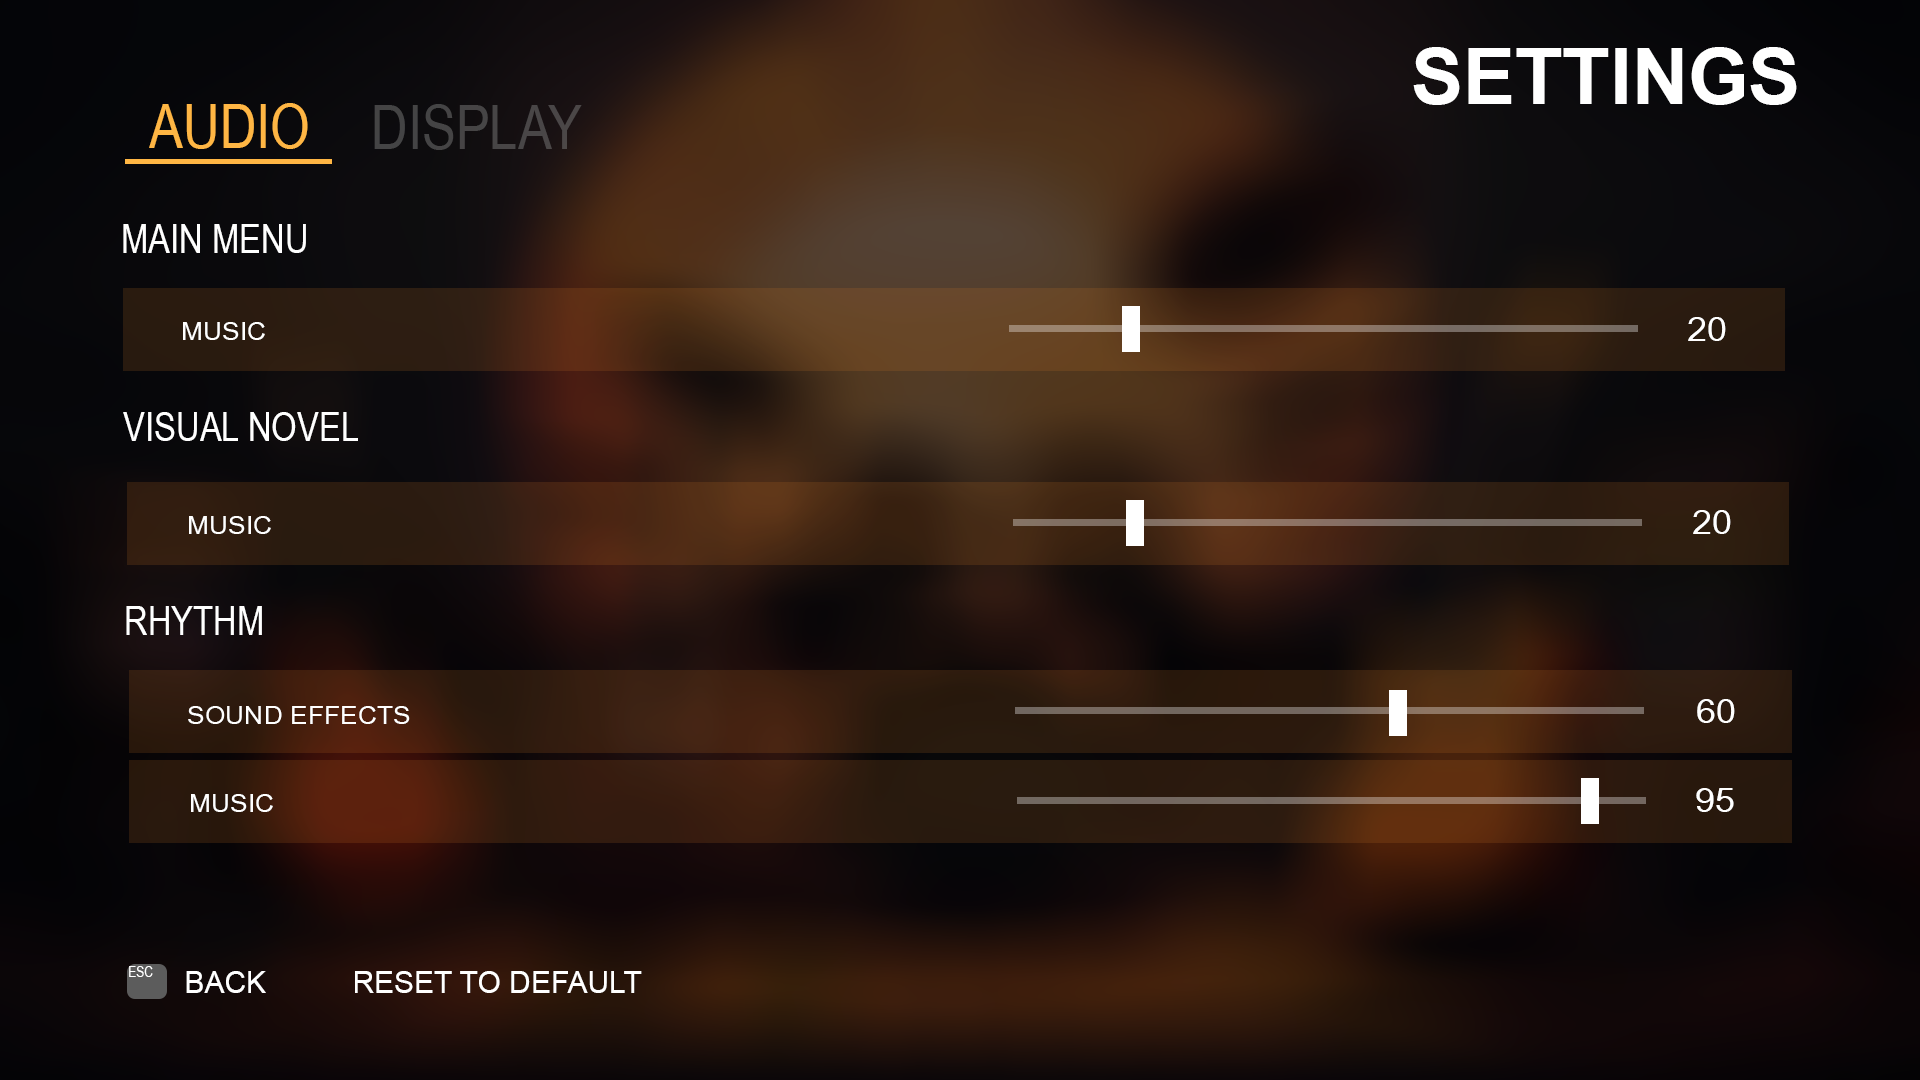 SETTINGS
AUDIO DISPLAY
MAIN MENU
MUSIC 20
VISUAL NOVEL
MUSIC 20
RHYTHM
SOUND EFFECTS 60
MUSIC 95
ESC BACK RESET TO DEFAULT